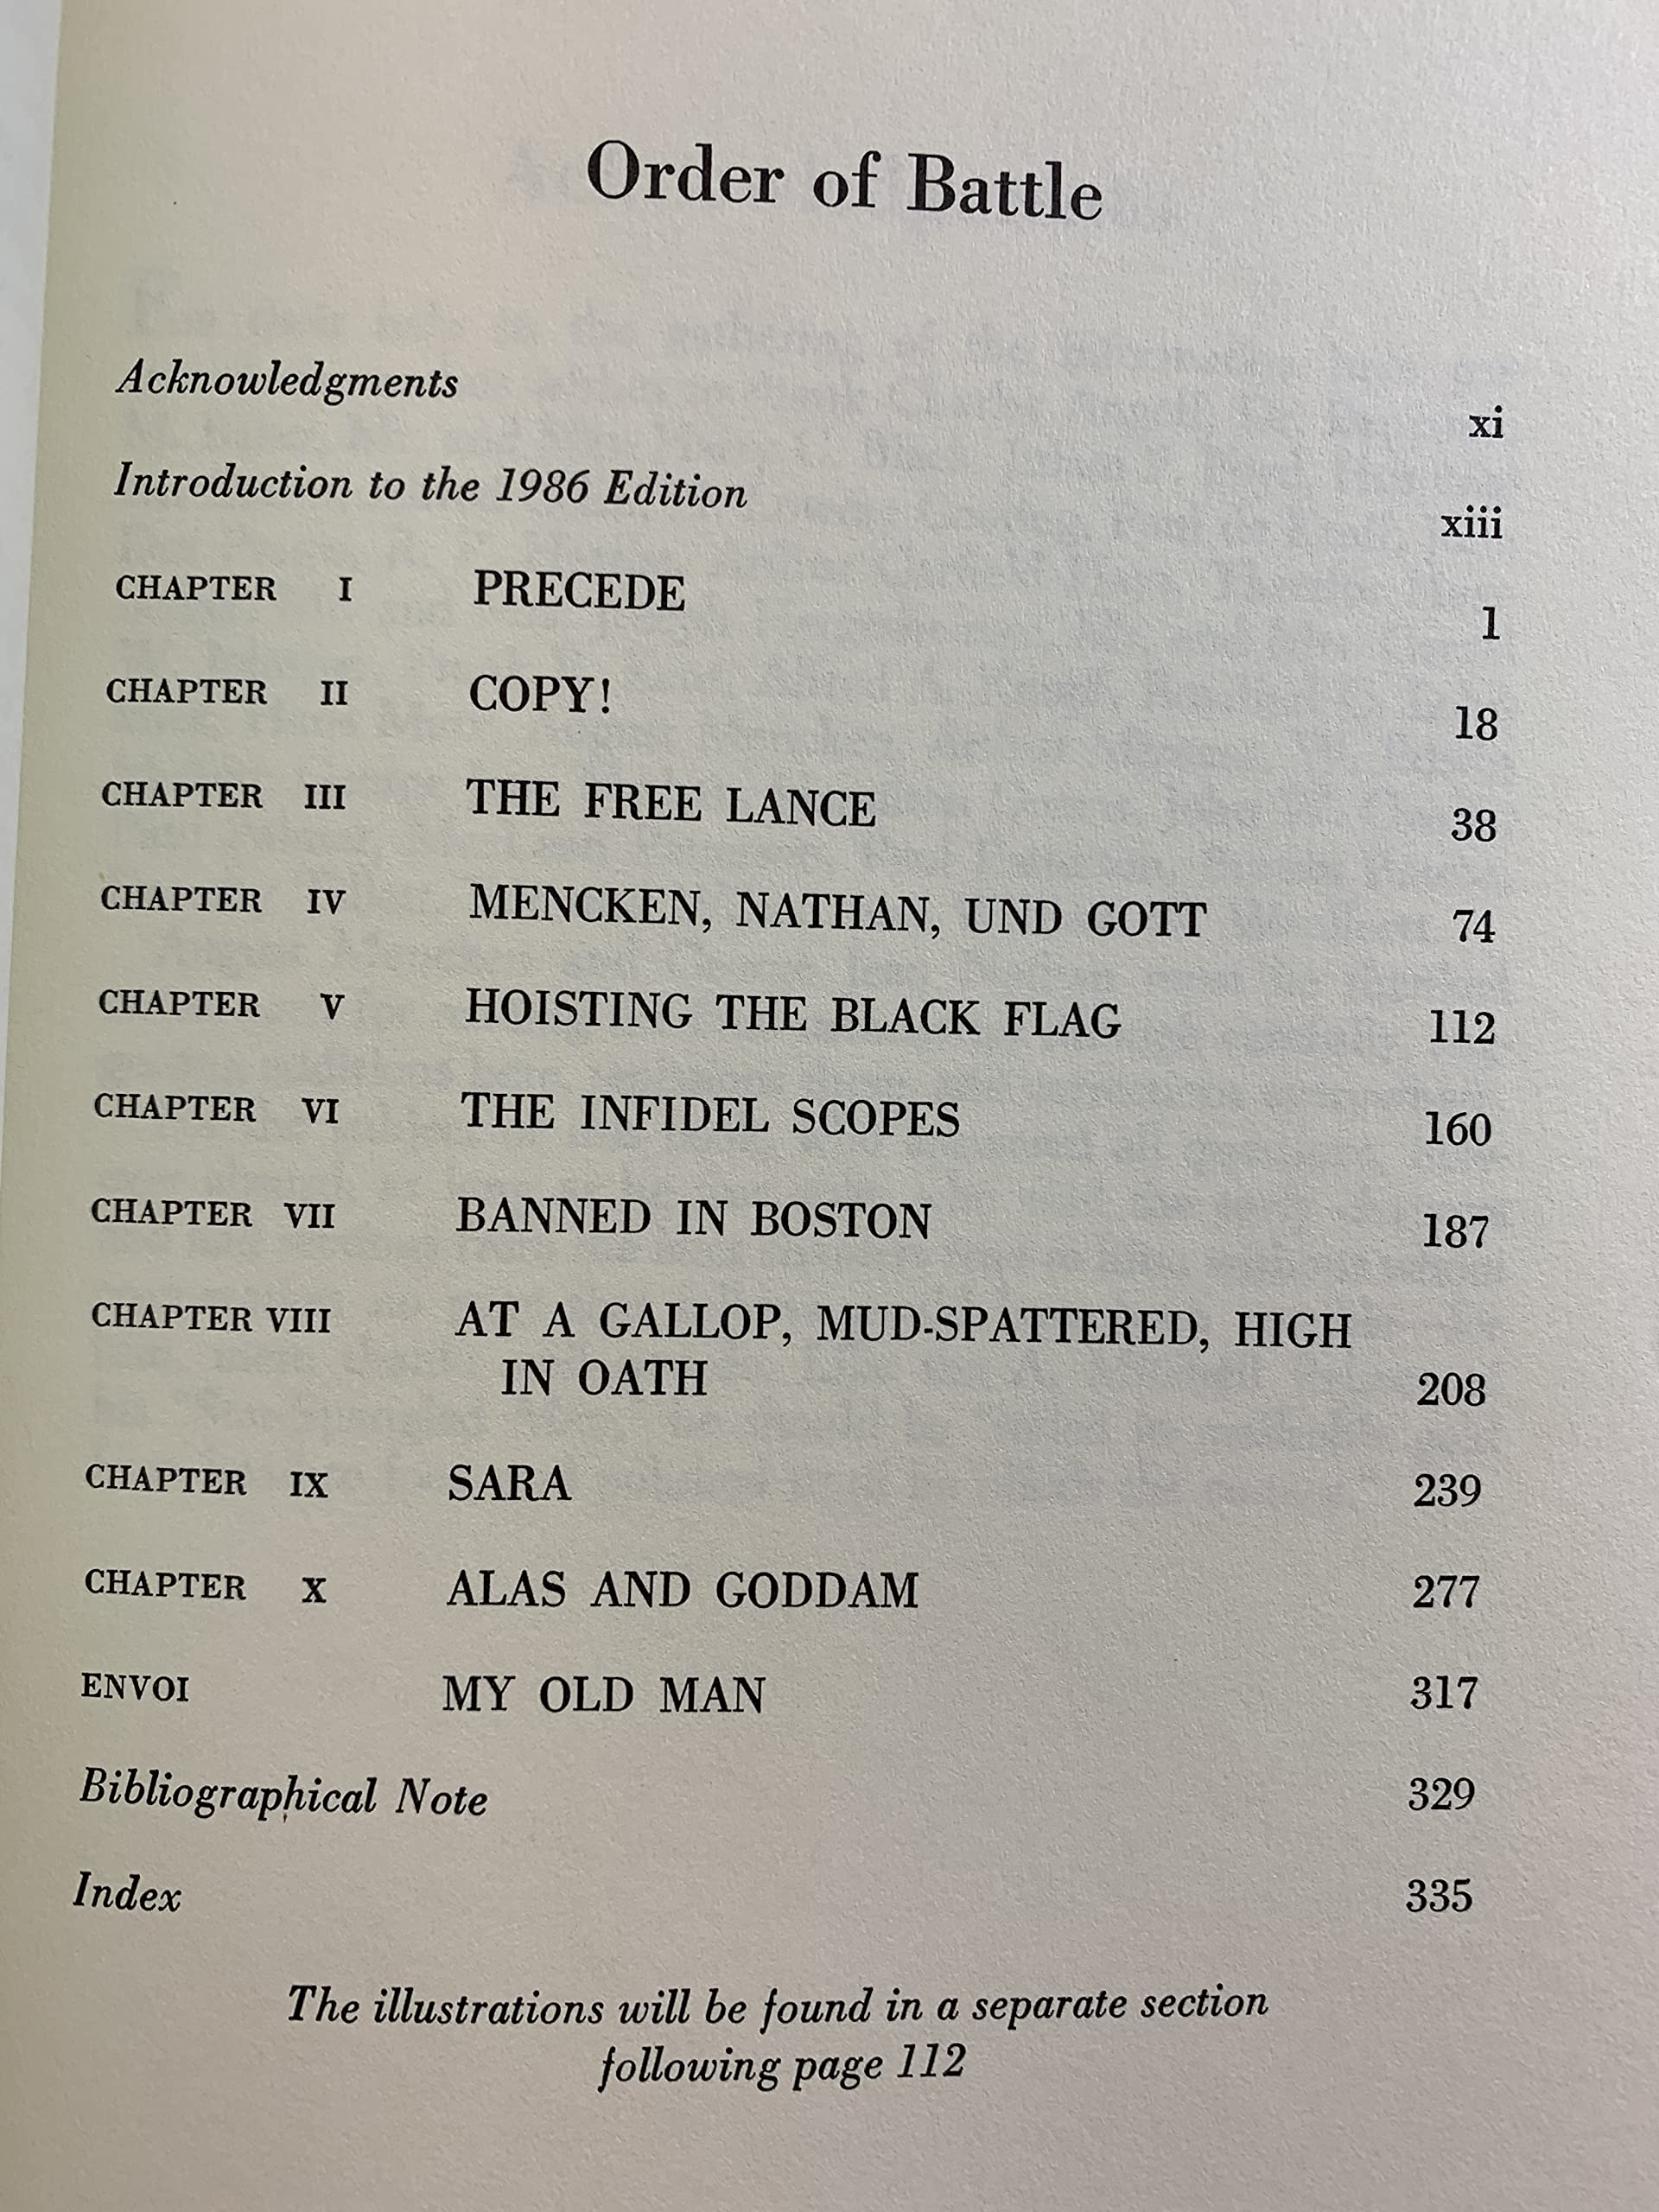 Order of Battle
Acknowledgments xi
Introduction to the 1986 Edition xiii
CHAPTER I PRECEDE 1
CHAPTER II COPY! 18
CHAPTER III THE FREE LANCE 38
CHAPTER IV MENCKEN, NATHAN, UND GOTT 74
CHAPTER V HOISTING THE BLACK FLAG 112
CHAPTER VI THE INFIDEL SCOPES 160
CHAPTER VII BANNED IN BOSTON 187
CHAPTER VIII AT A GALLOP, MUD-SPATTERED, HIGH
IN OATH 208
CHAPTER IX SARA 239
CHAPTER X ALAS AND GODDAM 277
ENVOI MY OLD MAN 317
Bibliographical Note 329
Index 335
The illustrations will be found in a separate section
following page 112